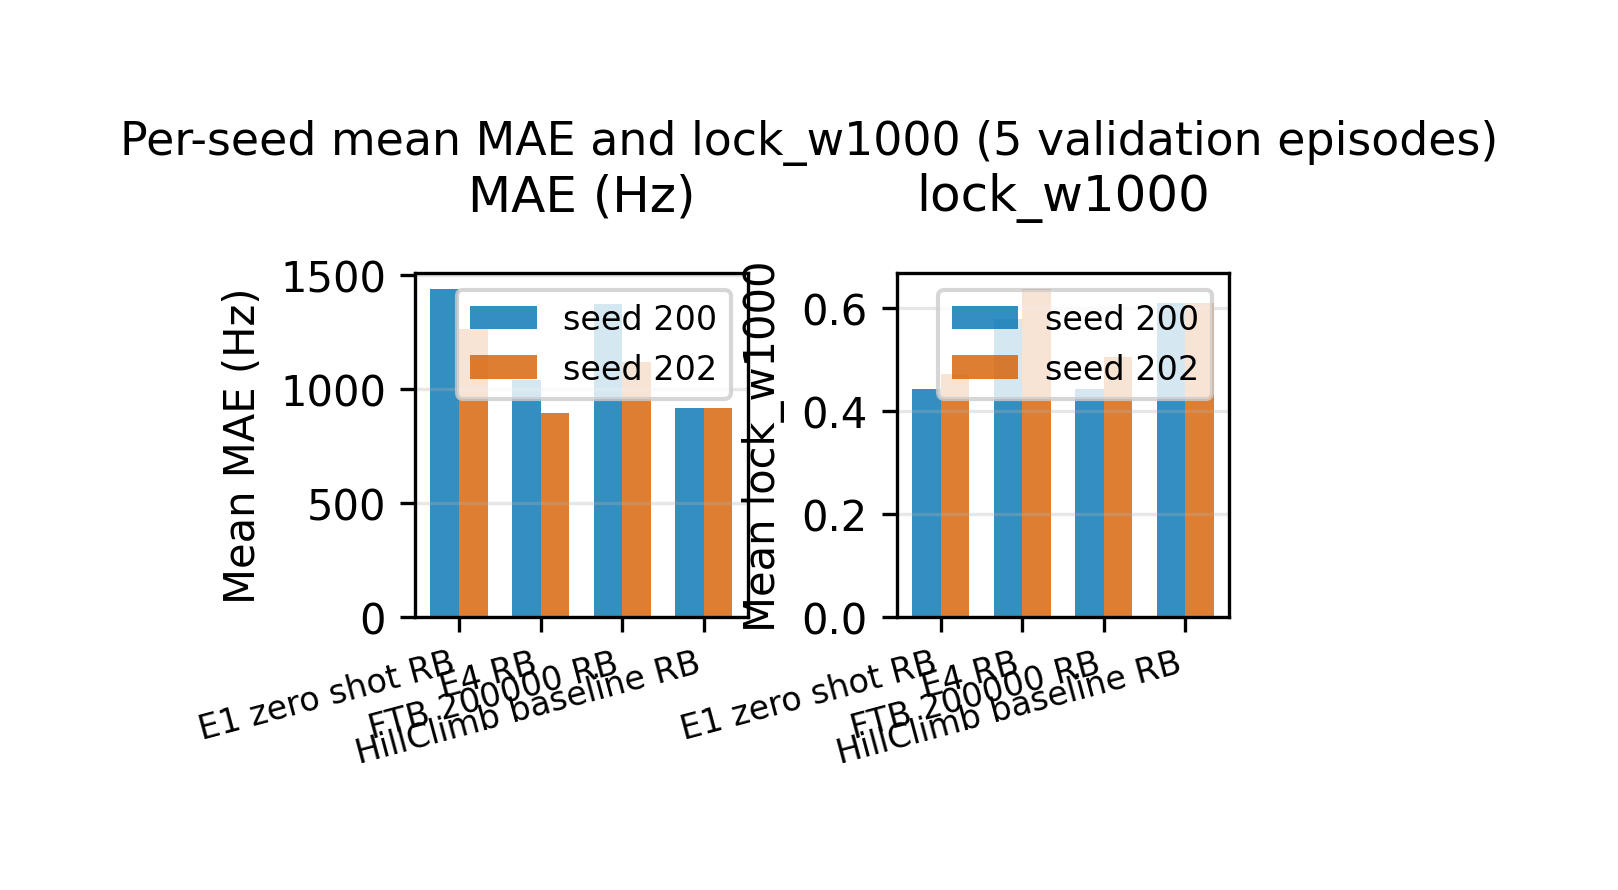 Per-seed mean MAE and lock_w1000 (5 validation episodes)
MAE (Hz)
Mean MAE (Hz)
1500
1000
500
0
seed 200
seed 202
E1 zero shot RB
E4 RB
FTB 200000 RB
HillClimb baseline RB
lock_w1000
Mean lock_w1000
0.6
0.4
0.2
0.0
seed 200
seed 202
E1 zero shot RB
E4 RB
FTB 200000 RB
HillClimb baseline RB